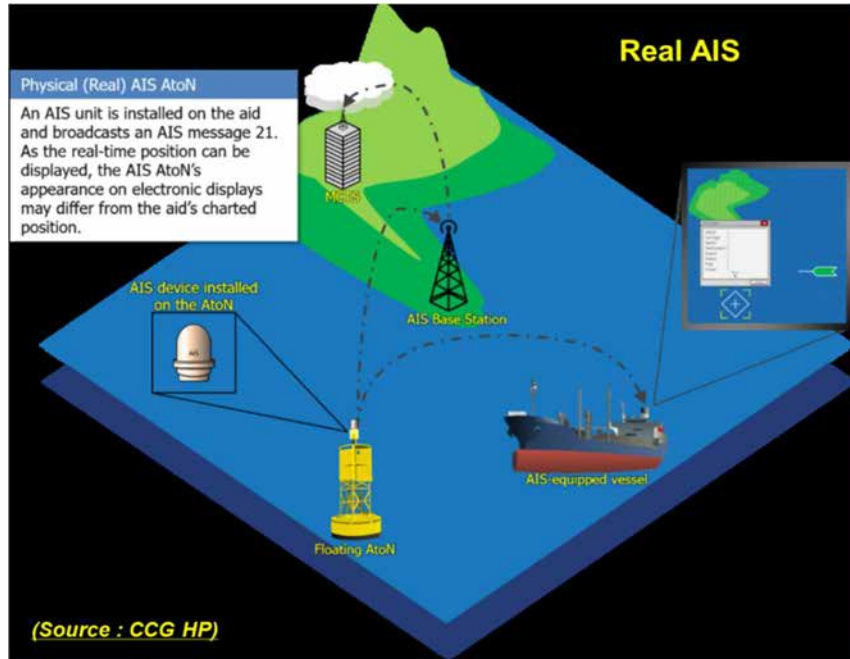 Real AIS
Physical (Real) AIS AtoN
An AIS unit is installed on the aid
and broadcasts an AIS message 21.
As the real-time position can be
displayed, the AIS AtoN's
appearance on electronic displays
may differ from the aid's charted
position.
AIS device installed
on the AtoN
AIS
AIS Base Station
AIS equipped vessel
Floating AtoN
(Source : CCG HP)